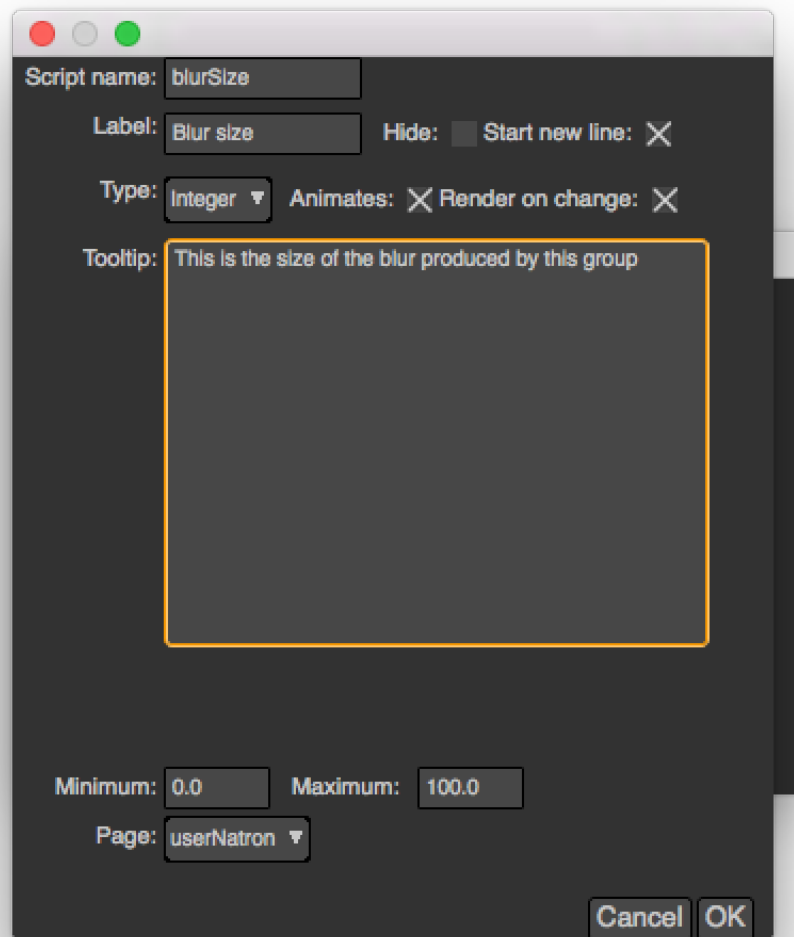 Script name: blurSize
Label: Blur size Hide: Start new line:
Type: Integer Animates: Render on change:
Tooltip: This is the size of the blur produced by this group
Minimum: 0.0 Maximum: 100.0
Page: userNatron
Cancel OK